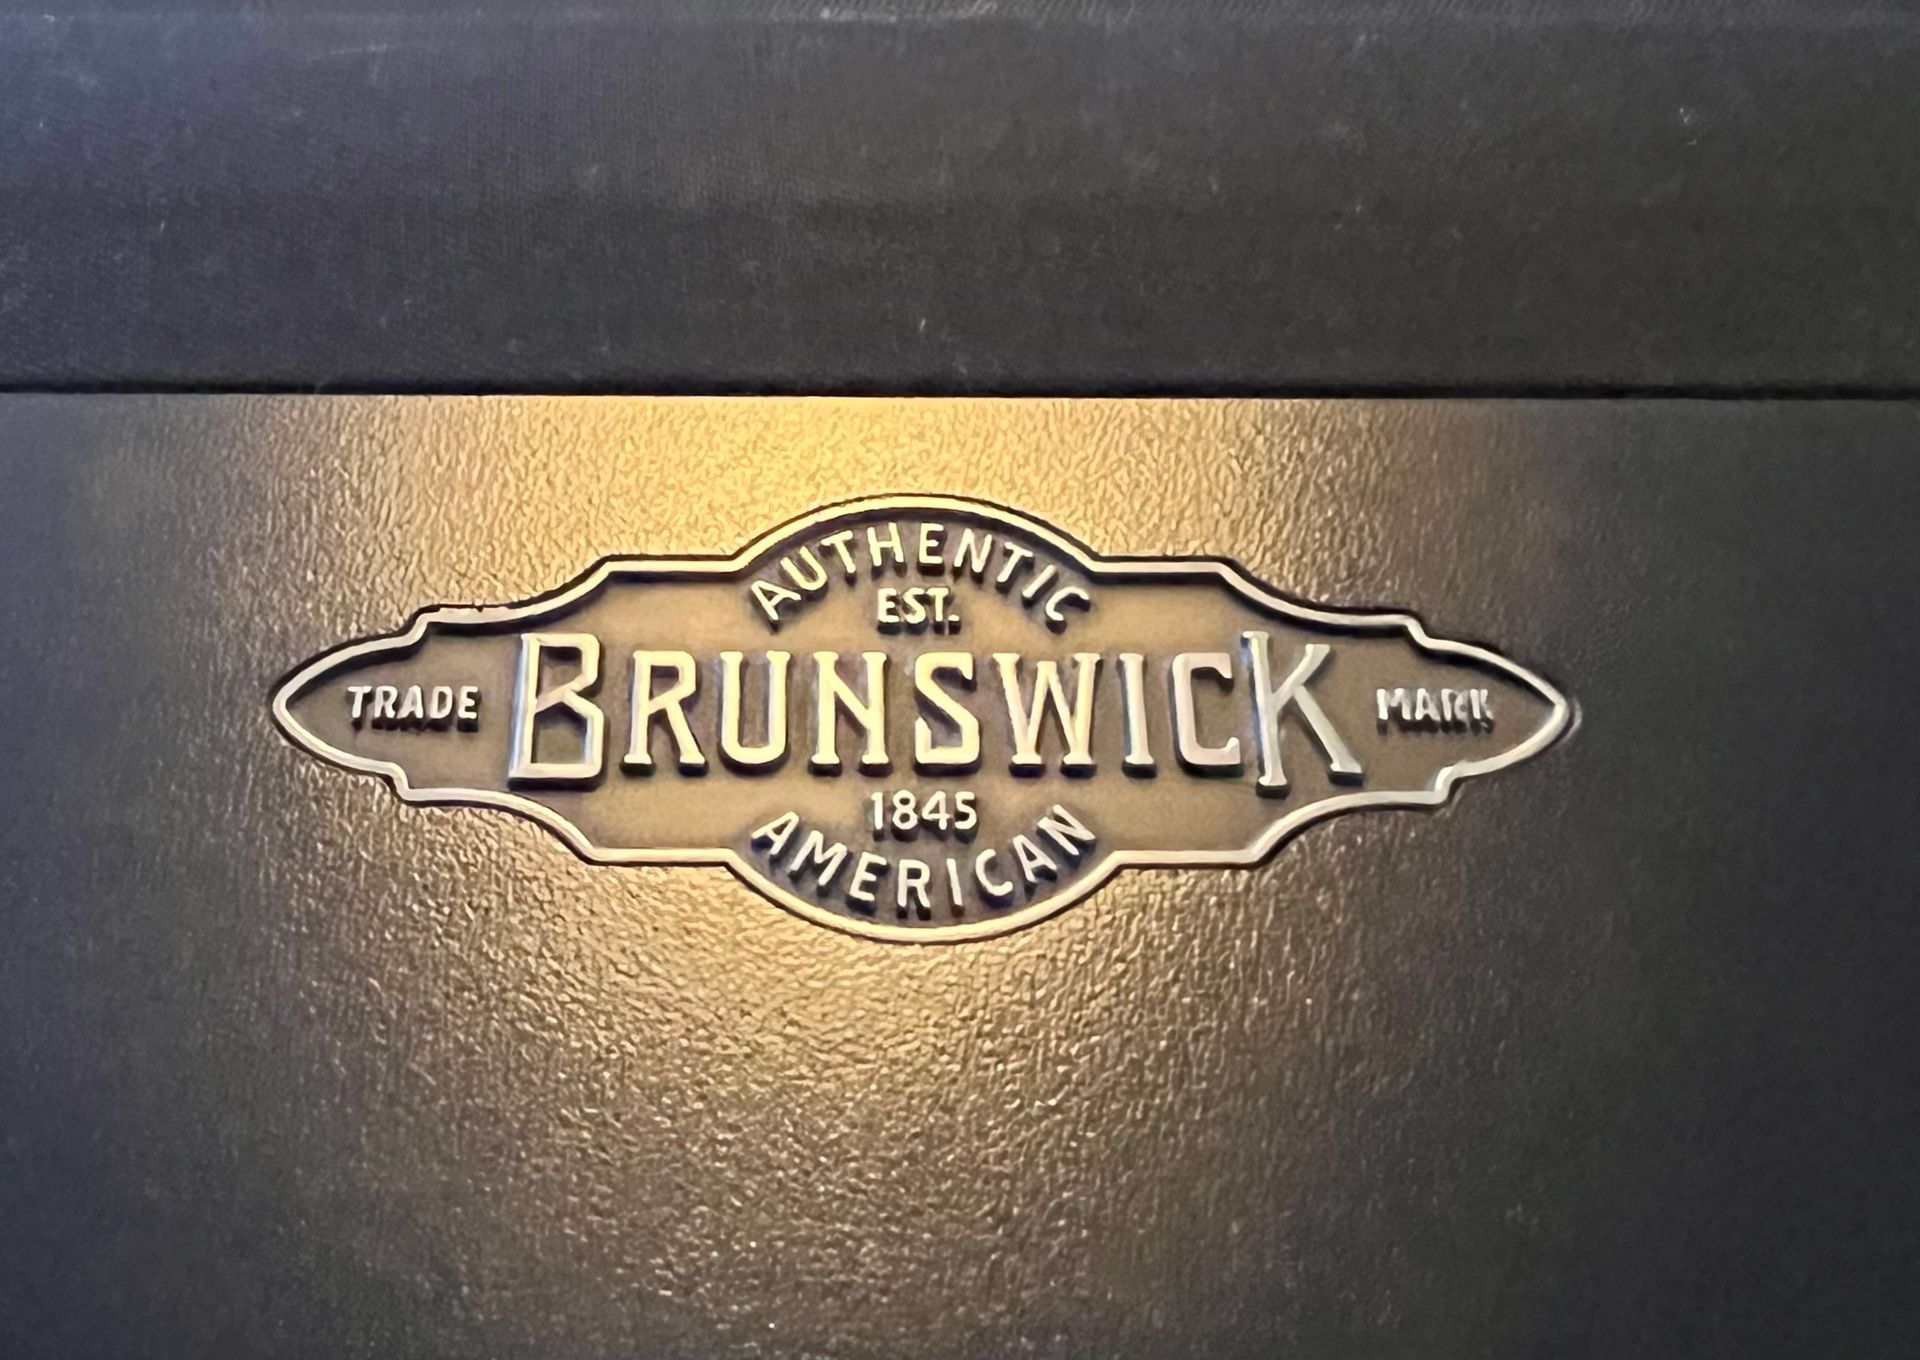 AUTHENTIC
EST.
TRADE BRUNSWICK MARK
1845
AMERICAN